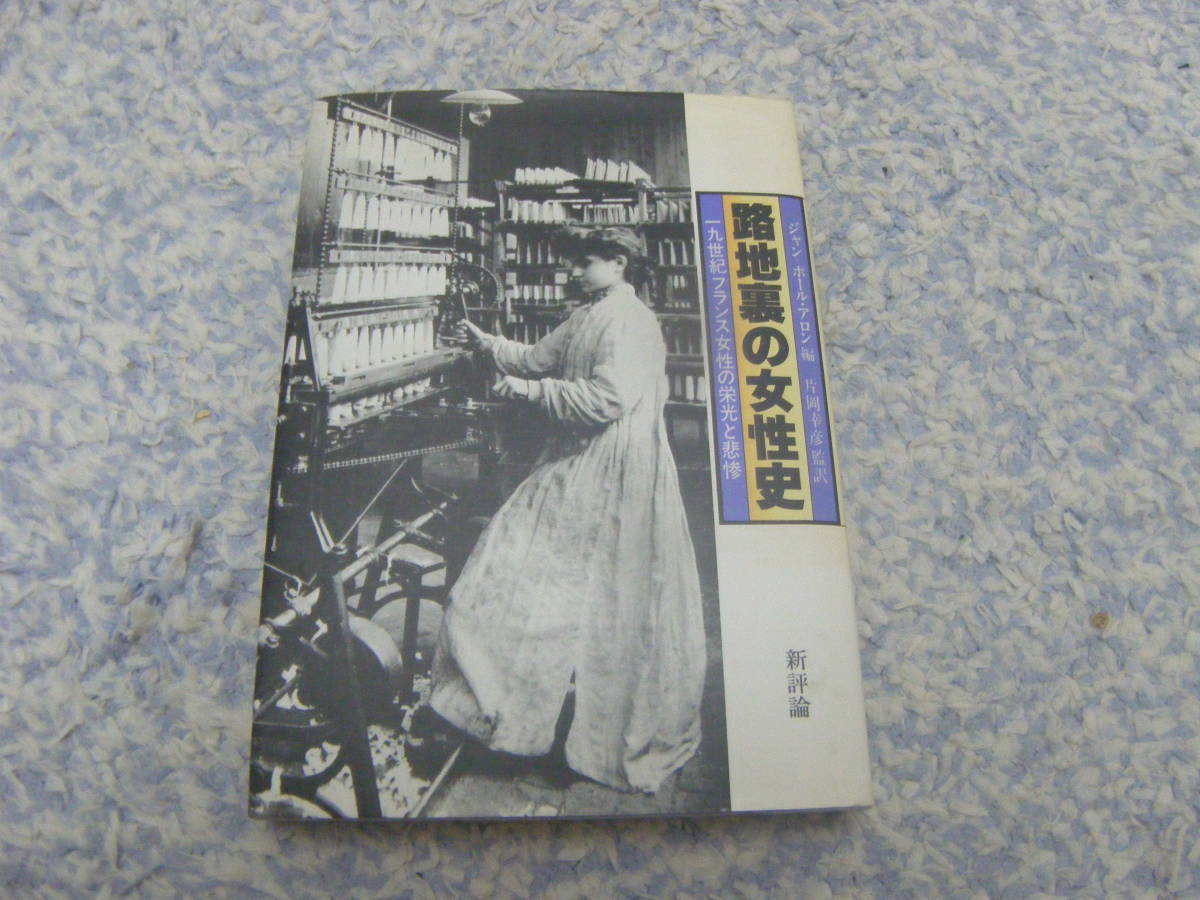 ジャン ポール・アロン編 片岡幸彦監訳
路地裏の女性史
一九世紀フランス女性の栄光と悲惨
新評論